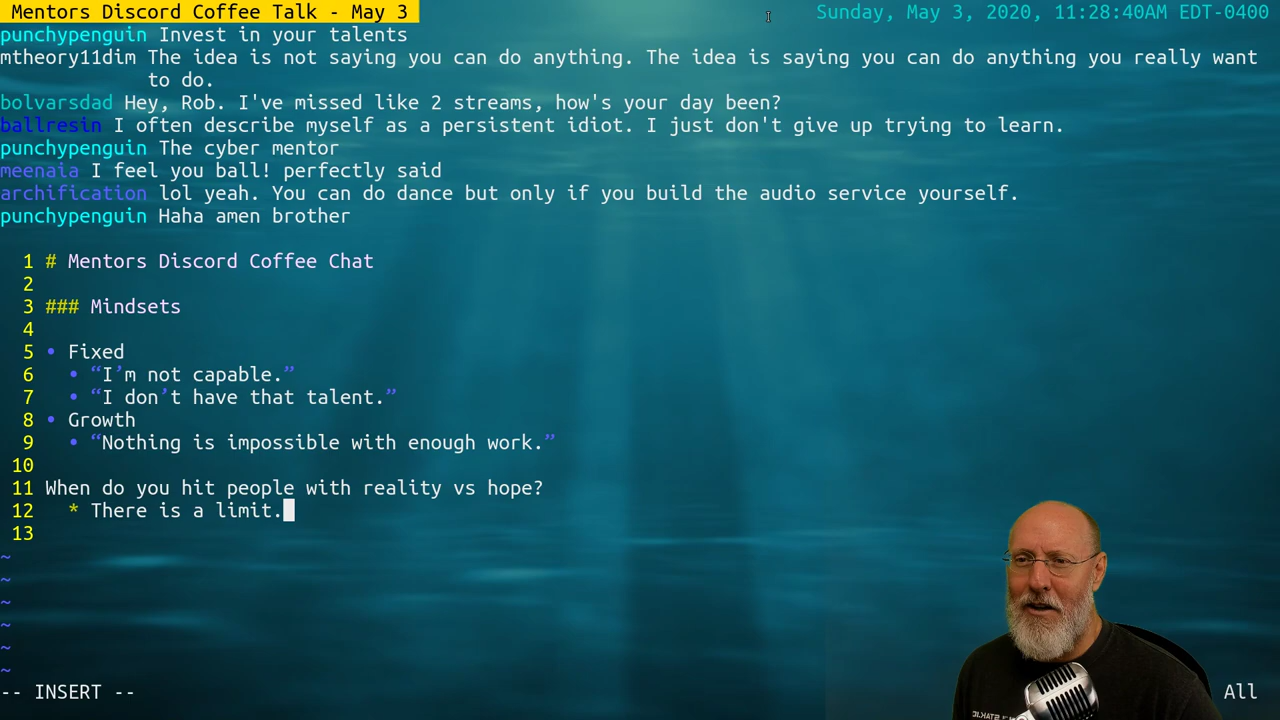 Mentors Discord Coffee Talk - May 3
Sunday, May 3, 2020, 11:28:40AM EDT-0400
punchypenguin Invest in your talents
mtheory11dim The idea is not saying you can do anything. The idea is saying you can do anything you really want
to do.
bolvarsdad Hey, Rob. I've missed like 2 streams, how's your day been?
ballresin I often describe myself as a persistent idiot. I just don't give up trying to learn.
punchypenguin The cyber mentor
meenaia I feel you ball! perfectly said
archification lol yeah. You can do dance but only if you build the audio service yourself.
punchypenguin Haha amen brother
1 # Mentors Discord Coffee Chat
2
3 ### Mindsets
4
5 • Fixed
6 • “I’m not capable.”
7 • “I don’t have that talent.”
8 • Growth
9 • “Nothing is impossible with enough work.”
10
11 When do you hit people with reality vs hope?
12 * There is a limit.
13
~
~
~
~
~
~
-- INSERT --
All